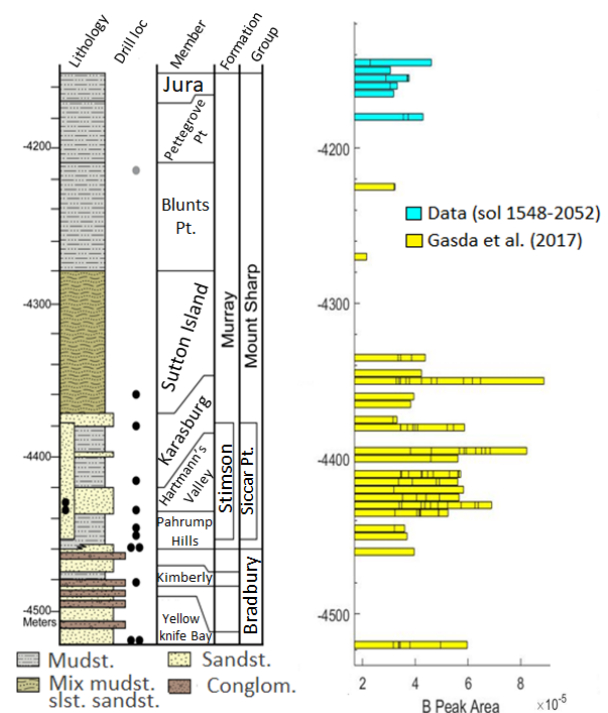 Lithology
Drill loc
Member
Formation
Group
Jura
Pettegrove
Pt
Blunts
Pt.
Sutton Island
Karasburg
Hartmann's
Valley
Pahrump
Hills
Kimberly
Yellow
knife Bay
Murray
Stimson
Mount Sharp
Siccar Pt.
Bradbury
-4200
-4300
-4400
-4500
Meters
Mudst.
Sandst.
Mix mudst.
slst. sandst.
Conglom.
-4200
-4300
-4400
-4500
Data (sol 1548-2052)
Gasda et al. (2017)
2 4 6 8
×10⁻⁵
B Peak Area